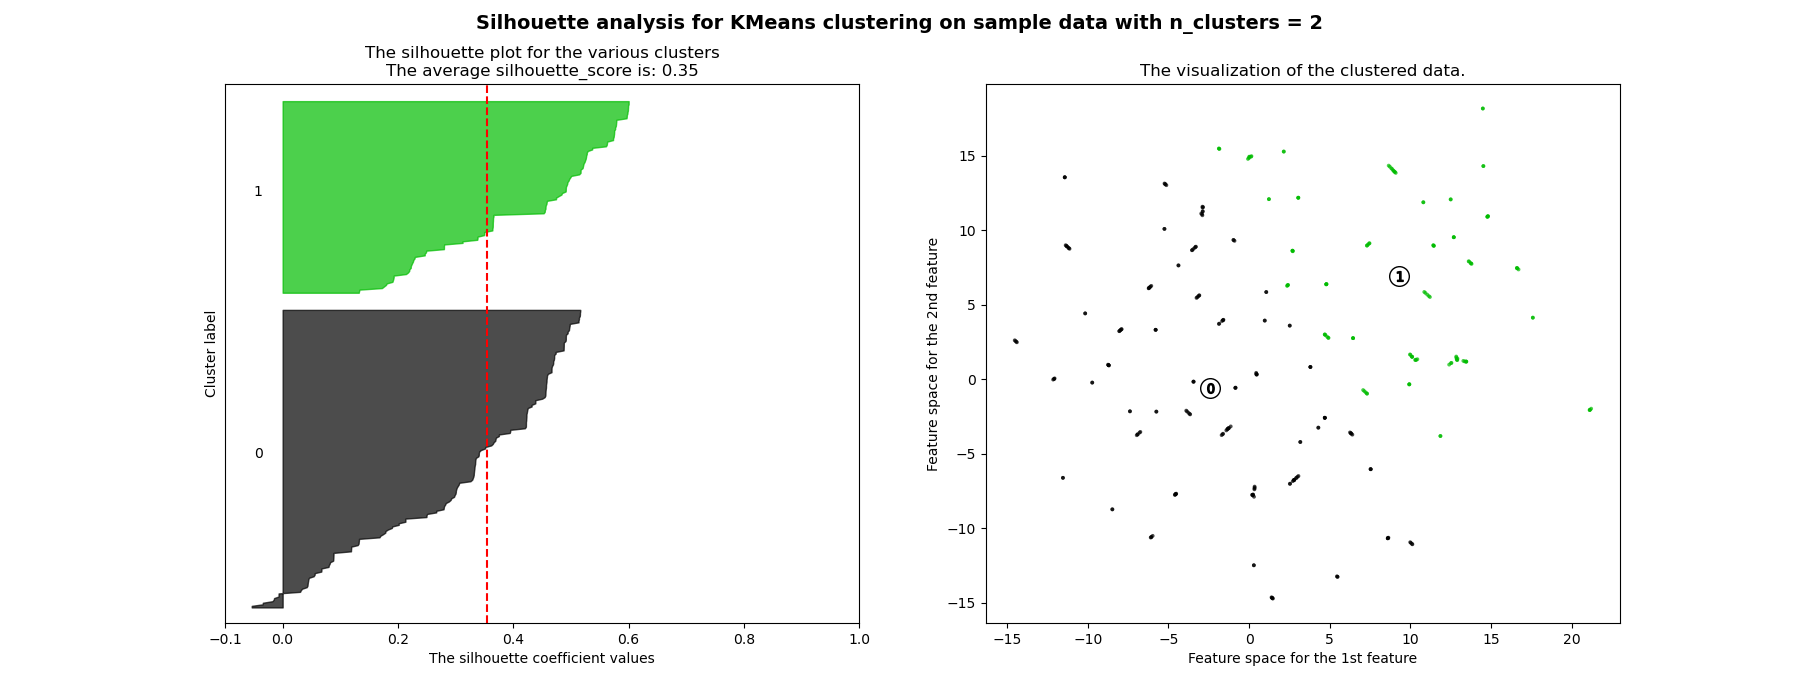 Silhouette analysis for KMeans clustering on sample data with n_clusters = 2
The silhouette plot for the various clusters
The average silhouette_score is: 0.35
Cluster label
1
0
−0.1 0.0 0.2 0.4 0.6 0.8 1.0
The silhouette coefficient values
The visualization of the clustered data.
Feature space for the 2nd feature
15
10
5
0
−5
−10
−15
1
0
−15 −10 −5 0 5 10 15 20
Feature space for the 1st feature